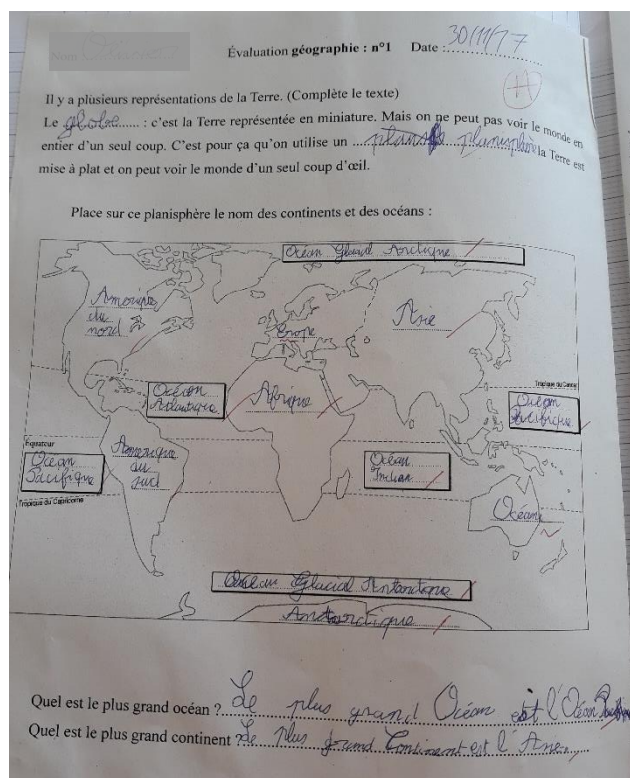 Nom
Évaluation géographie : n°1 Date : 30/11/17
Il y a plusieurs représentations de la Terre. (Complète le texte)
Le globe...... : c'est la Terre représentée en miniature. Mais on ne peut pas voir le monde en
entier d'un seul coup. C'est pour ça qu'on utilise un ... planisphère la Terre est
mise à plat et on peut voir le monde d'un seul coup d'œil.
Place sur ce planisphère le nom des continents et des océans :
Océan Glacial Arctique
Amérique
du
nord
Europe
Asie
Tropique du Cancer
Océan
Atlantique
Afrique
Océan
Pacifique
Équateur
Océan
Pacifique
Amérique
du
sud
Océan
Indien
Océanie
Tropique du Capricorne
Océan Glacial Antarctique
Antarctique
Quel est le plus grand océan ? Le plus grand Océan est l'Océan Pacifique
Quel est le plus grand continent ? Le plus grand Continent est l'Asie.